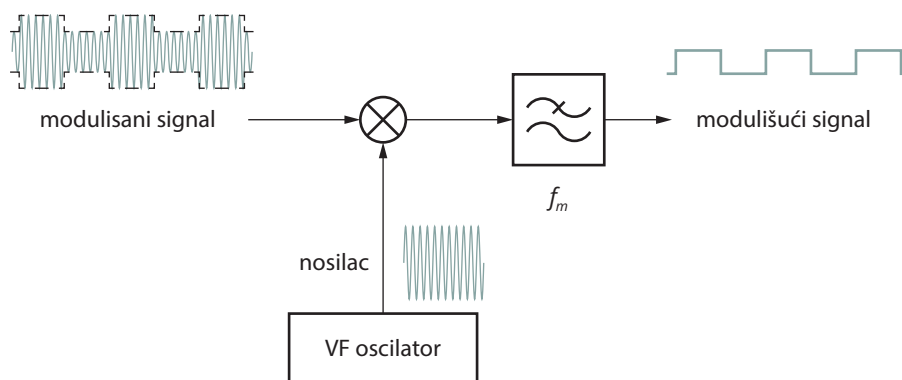 modulisani signal
modulišući signal
f_m
nosilac
VF oscilator